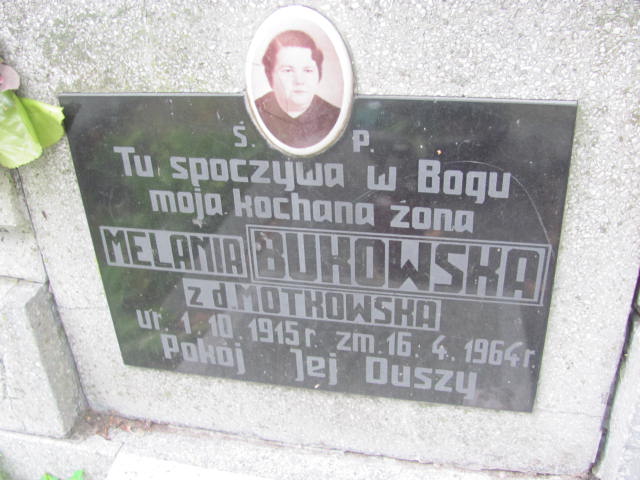 Ś. P.
Tu spoczywa w Bogu
moja kochana żona
MELANIA BUKOWSKA
z d. MOTKOWSKA
ur. 1. 10. 1915 r. zm. 16. 4. 1964 r.
Pokój Jej Duszy